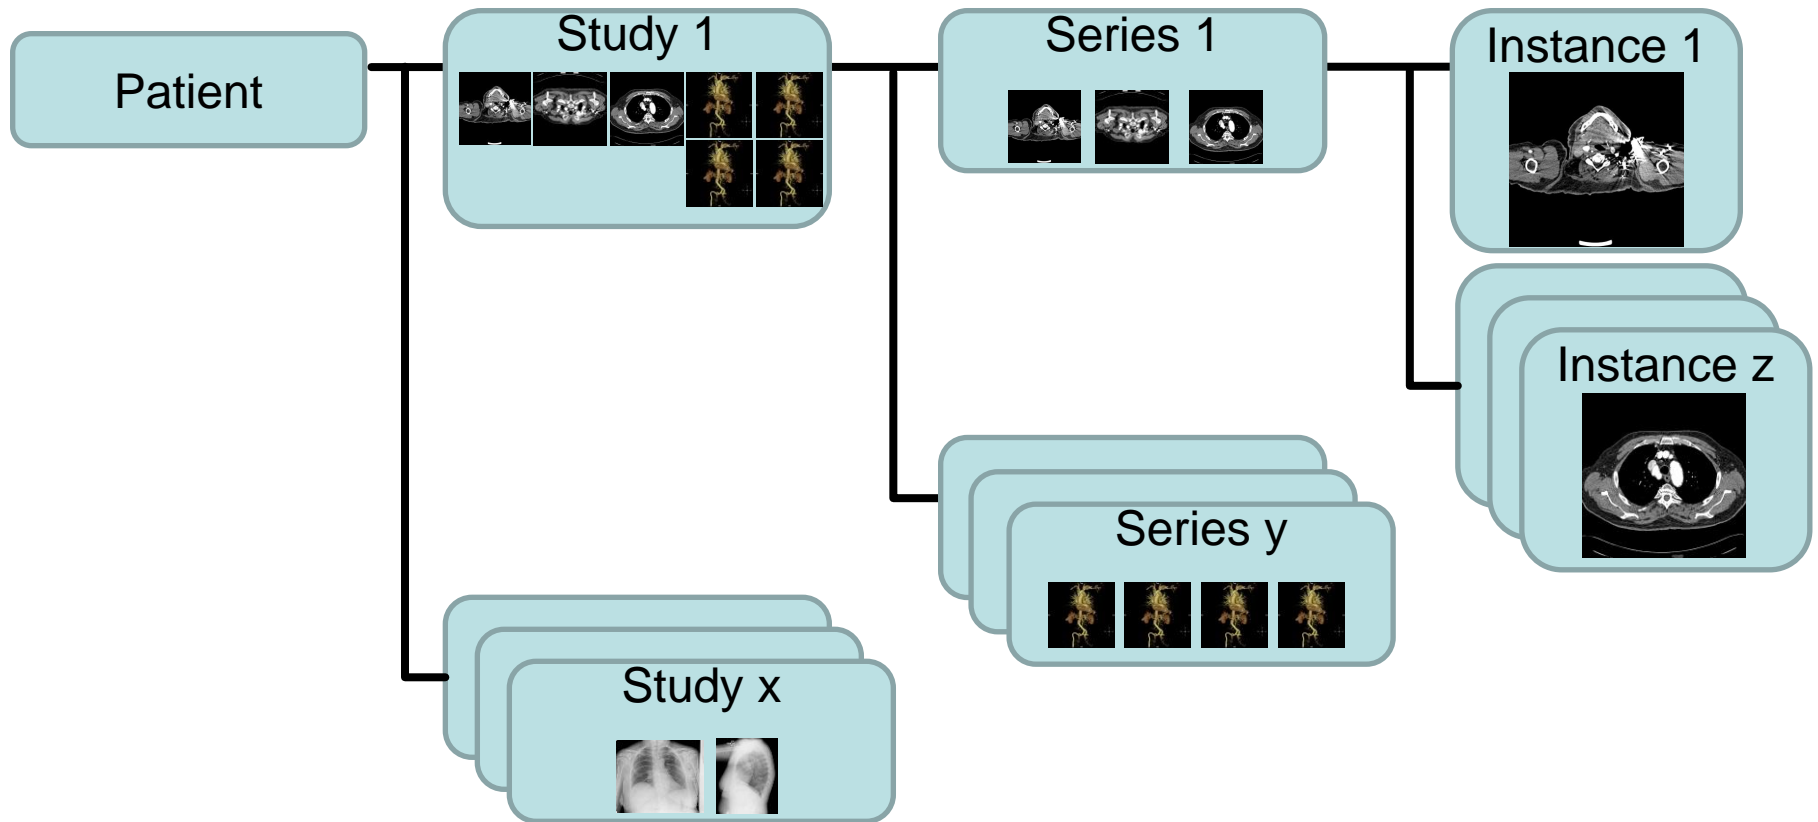 Patient
Study 1
Series 1
Instance 1
Instance z
Series y
Study x